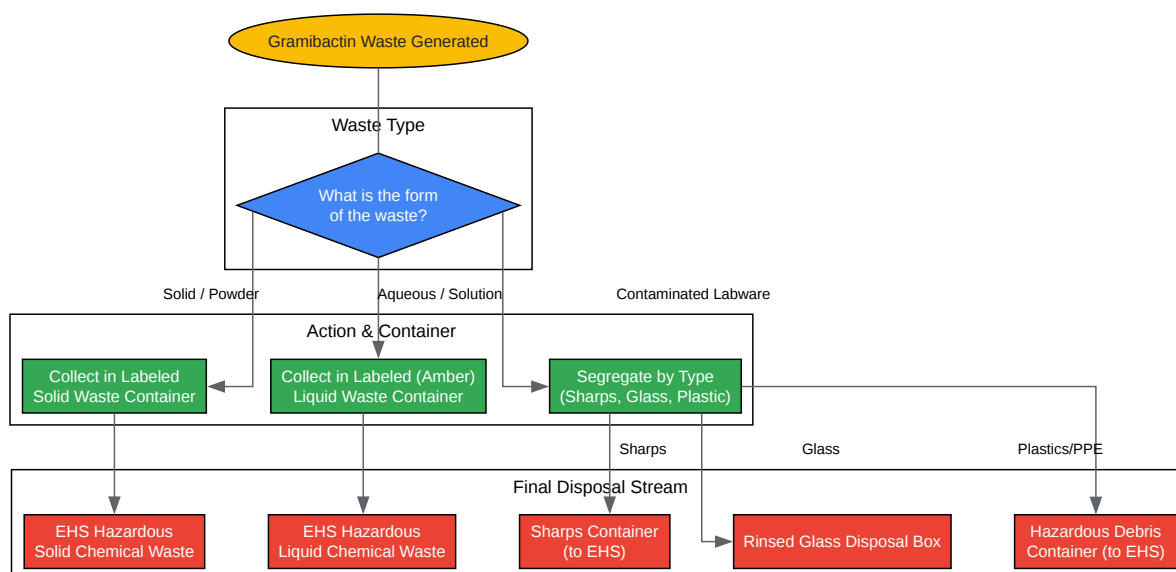 Gramibactin Waste Generated
Waste Type
What is the form
of the waste?
Solid / Powder
Aqueous / Solution
Contaminated Labware
Action & Container
Collect in Labeled
Solid Waste Container
Collect in Labeled (Amber)
Liquid Waste Container
Segregate by Type
(Sharps, Glass, Plastic)
Sharps
Glass
Plastics/PPE
Final Disposal Stream
EHS Hazardous
Solid Chemical Waste
EHS Hazardous
Liquid Chemical Waste
Sharps Container
(to EHS)
Rinsed Glass Disposal Box
Hazardous Debris
Container (to EHS)